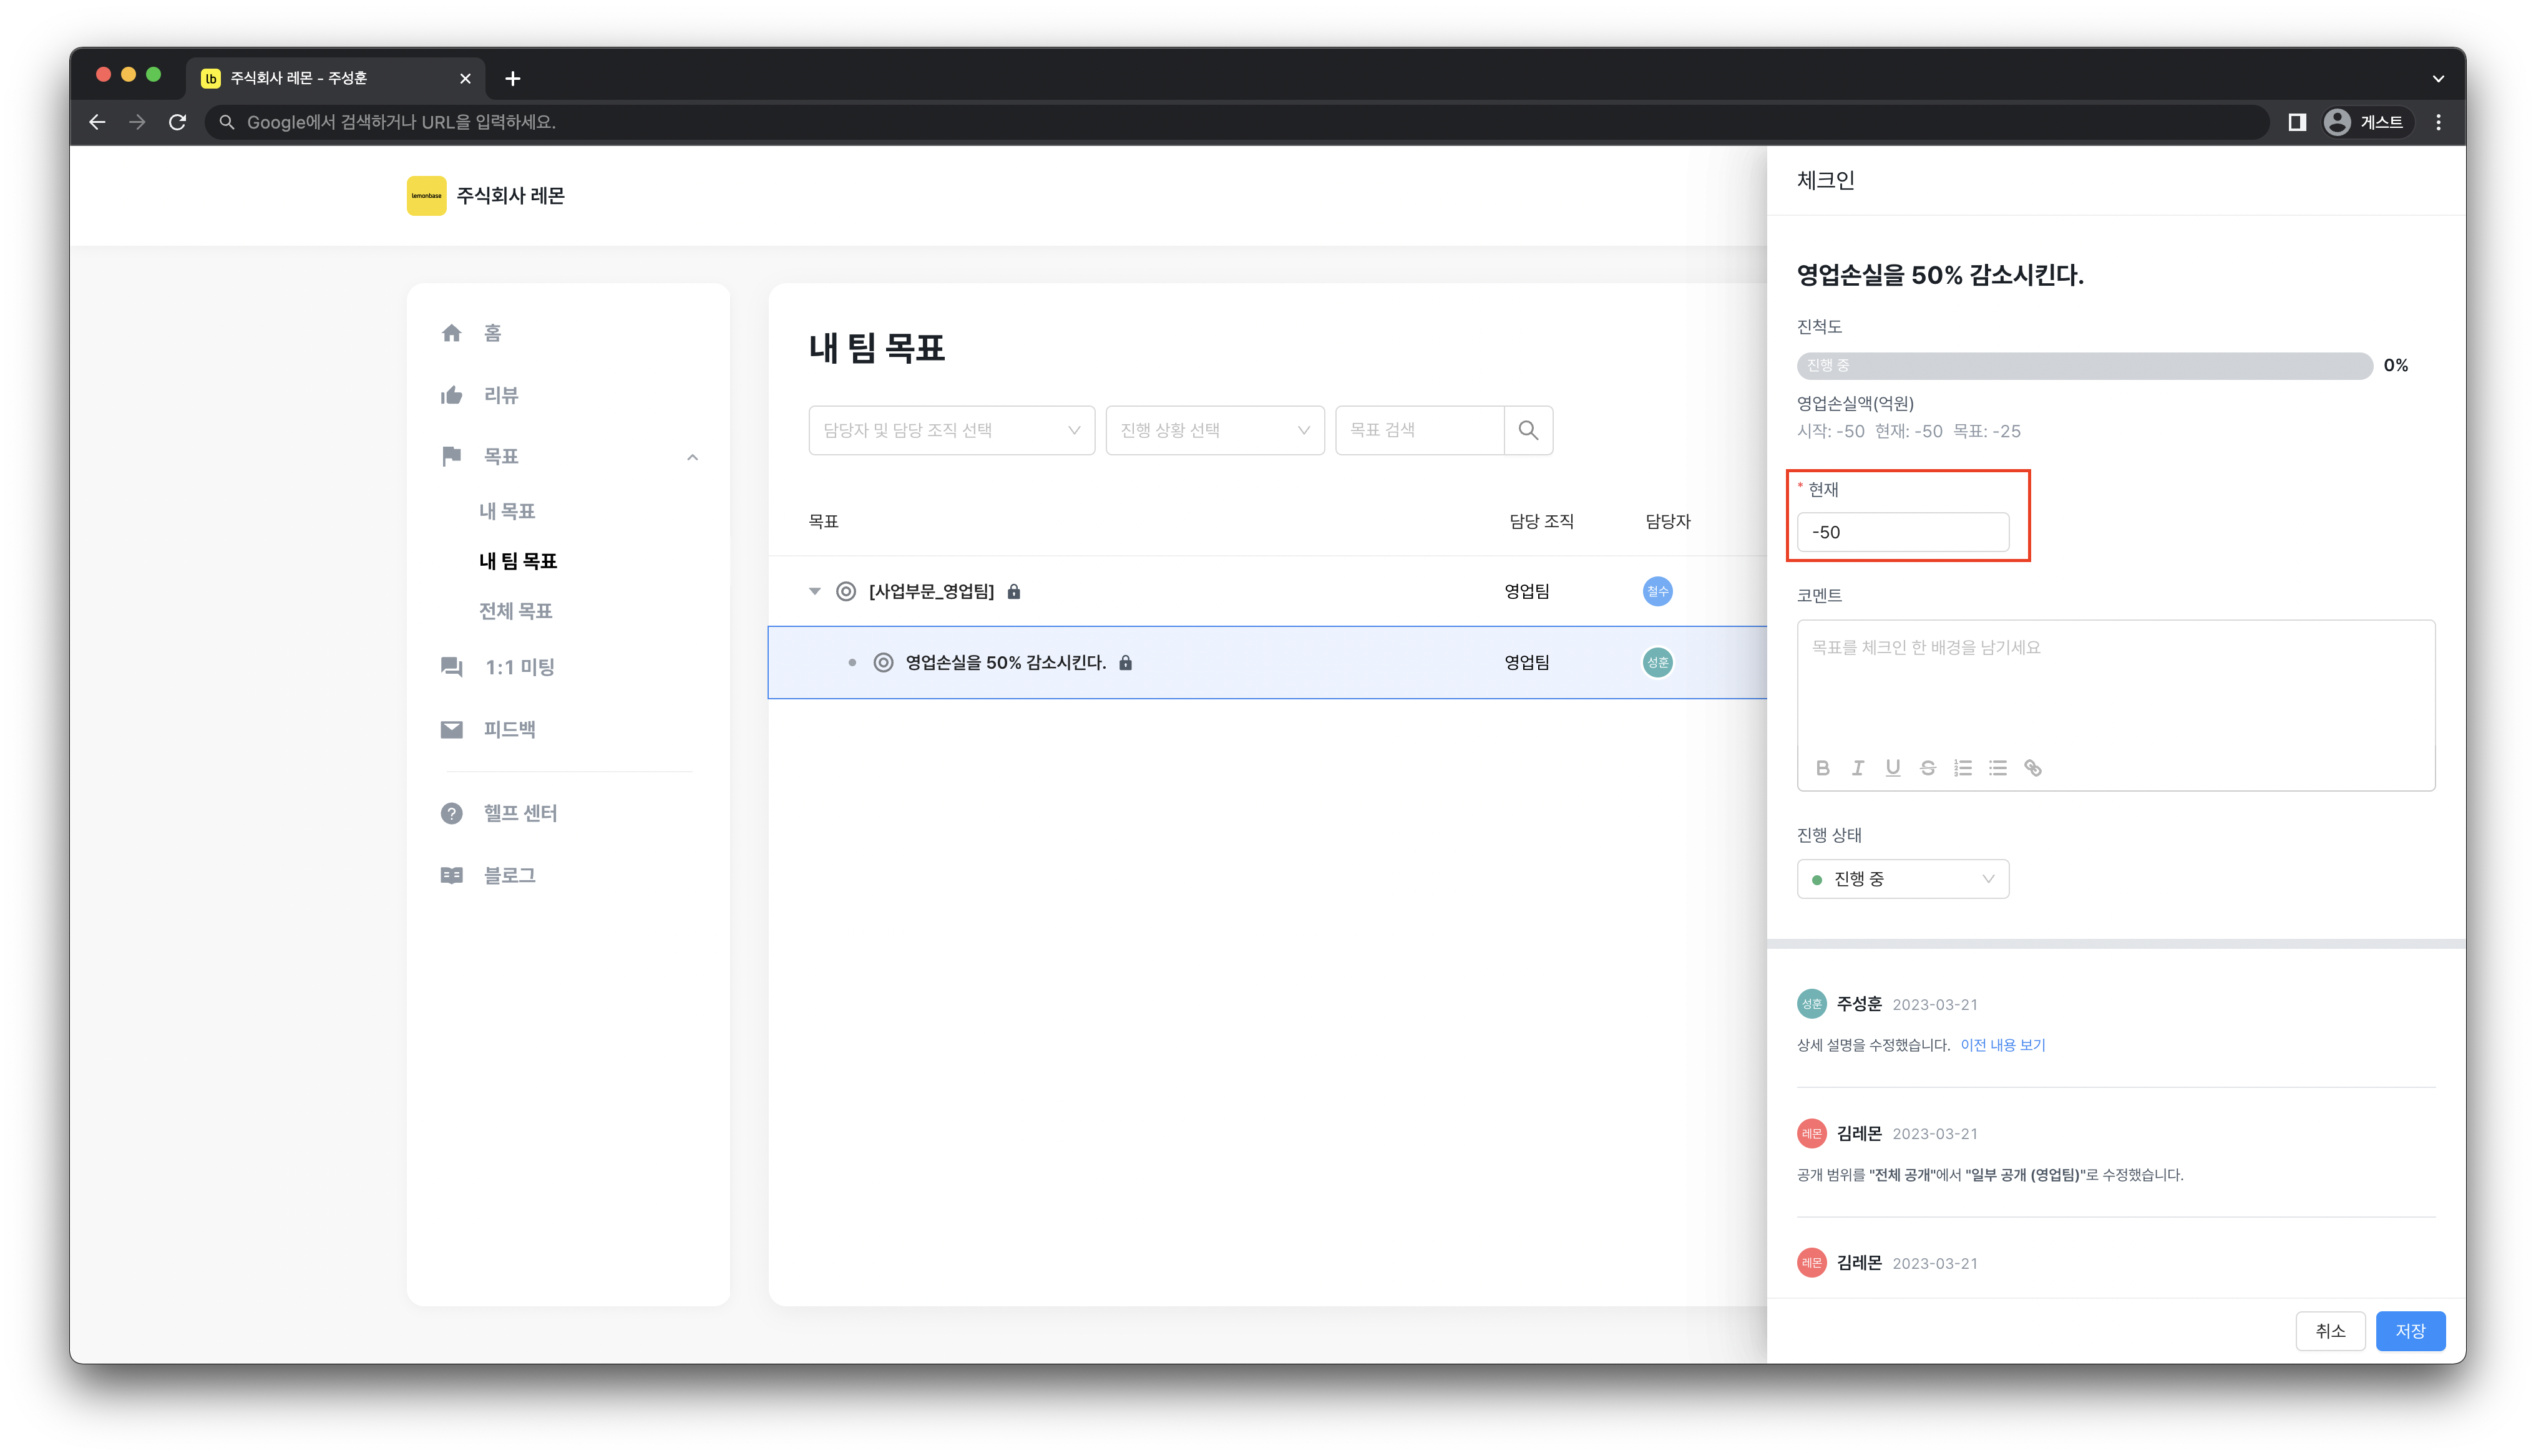 lb 주식회사 레몬 - 주성훈
Google에서 검색하거나 URL을 입력하세요.
게스트
lemonbase 주식회사 레몬
홈
리뷰
목표
내 목표
내 팀 목표
전체 목표
1:1 미팅
피드백
헬프 센터
블로그
내 팀 목표
담당자 및 담당 조직 선택
진행 상황 선택
목표 검색
목표 담당 조직 담당자
[사업부문_영업팀] 영업팀 철수
영업손실을 50% 감소시킨다. 영업팀 성훈
체크인
영업손실을 50% 감소시킨다.
진척도
진행 중 0%
영업손실액(억원)
시작: -50 현재: -50 목표: -25
* 현재
-50
코멘트
목표를 체크인 한 배경을 남기세요
진행 상태
진행 중
성훈 주성훈 2023-03-21
상세 설명을 수정했습니다. 이전 내용 보기
레몬 김레몬 2023-03-21
공개 범위를 "전체 공개"에서 "일부 공개 (영업팀)"로 수정했습니다.
레몬 김레몬 2023-03-21
취소 저장